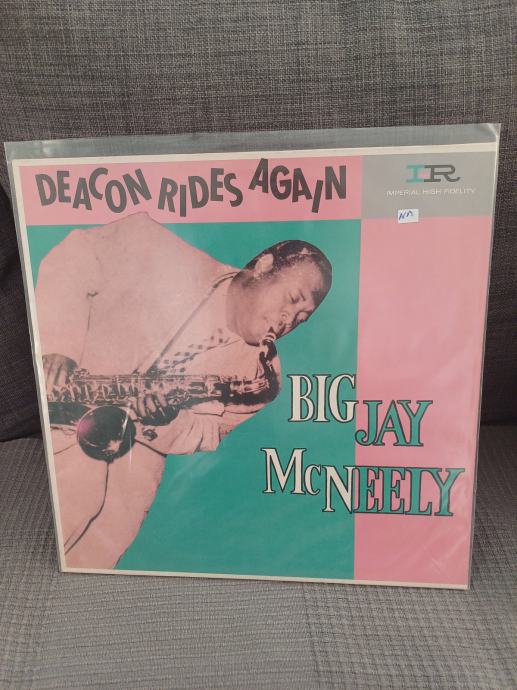 DEACON RIDES AGAIN
IR
IMPERIAL HIGH FIDELITY
BIG JAY
McNEELY